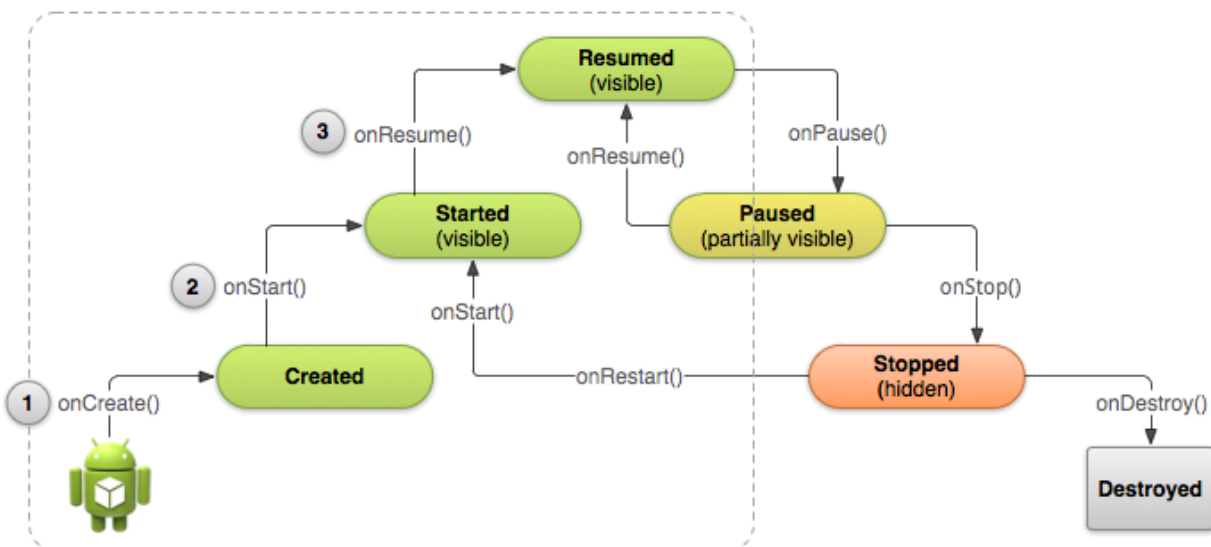 Resumed
(visible)
3
onResume()
onResume()
onPause()
Started
(visible)
Paused
(partially visible)
2
onStart()
onStart()
onStop()
Created
onRestart()
Stopped
(hidden)
1
onCreate()
onDestroy()
Destroyed